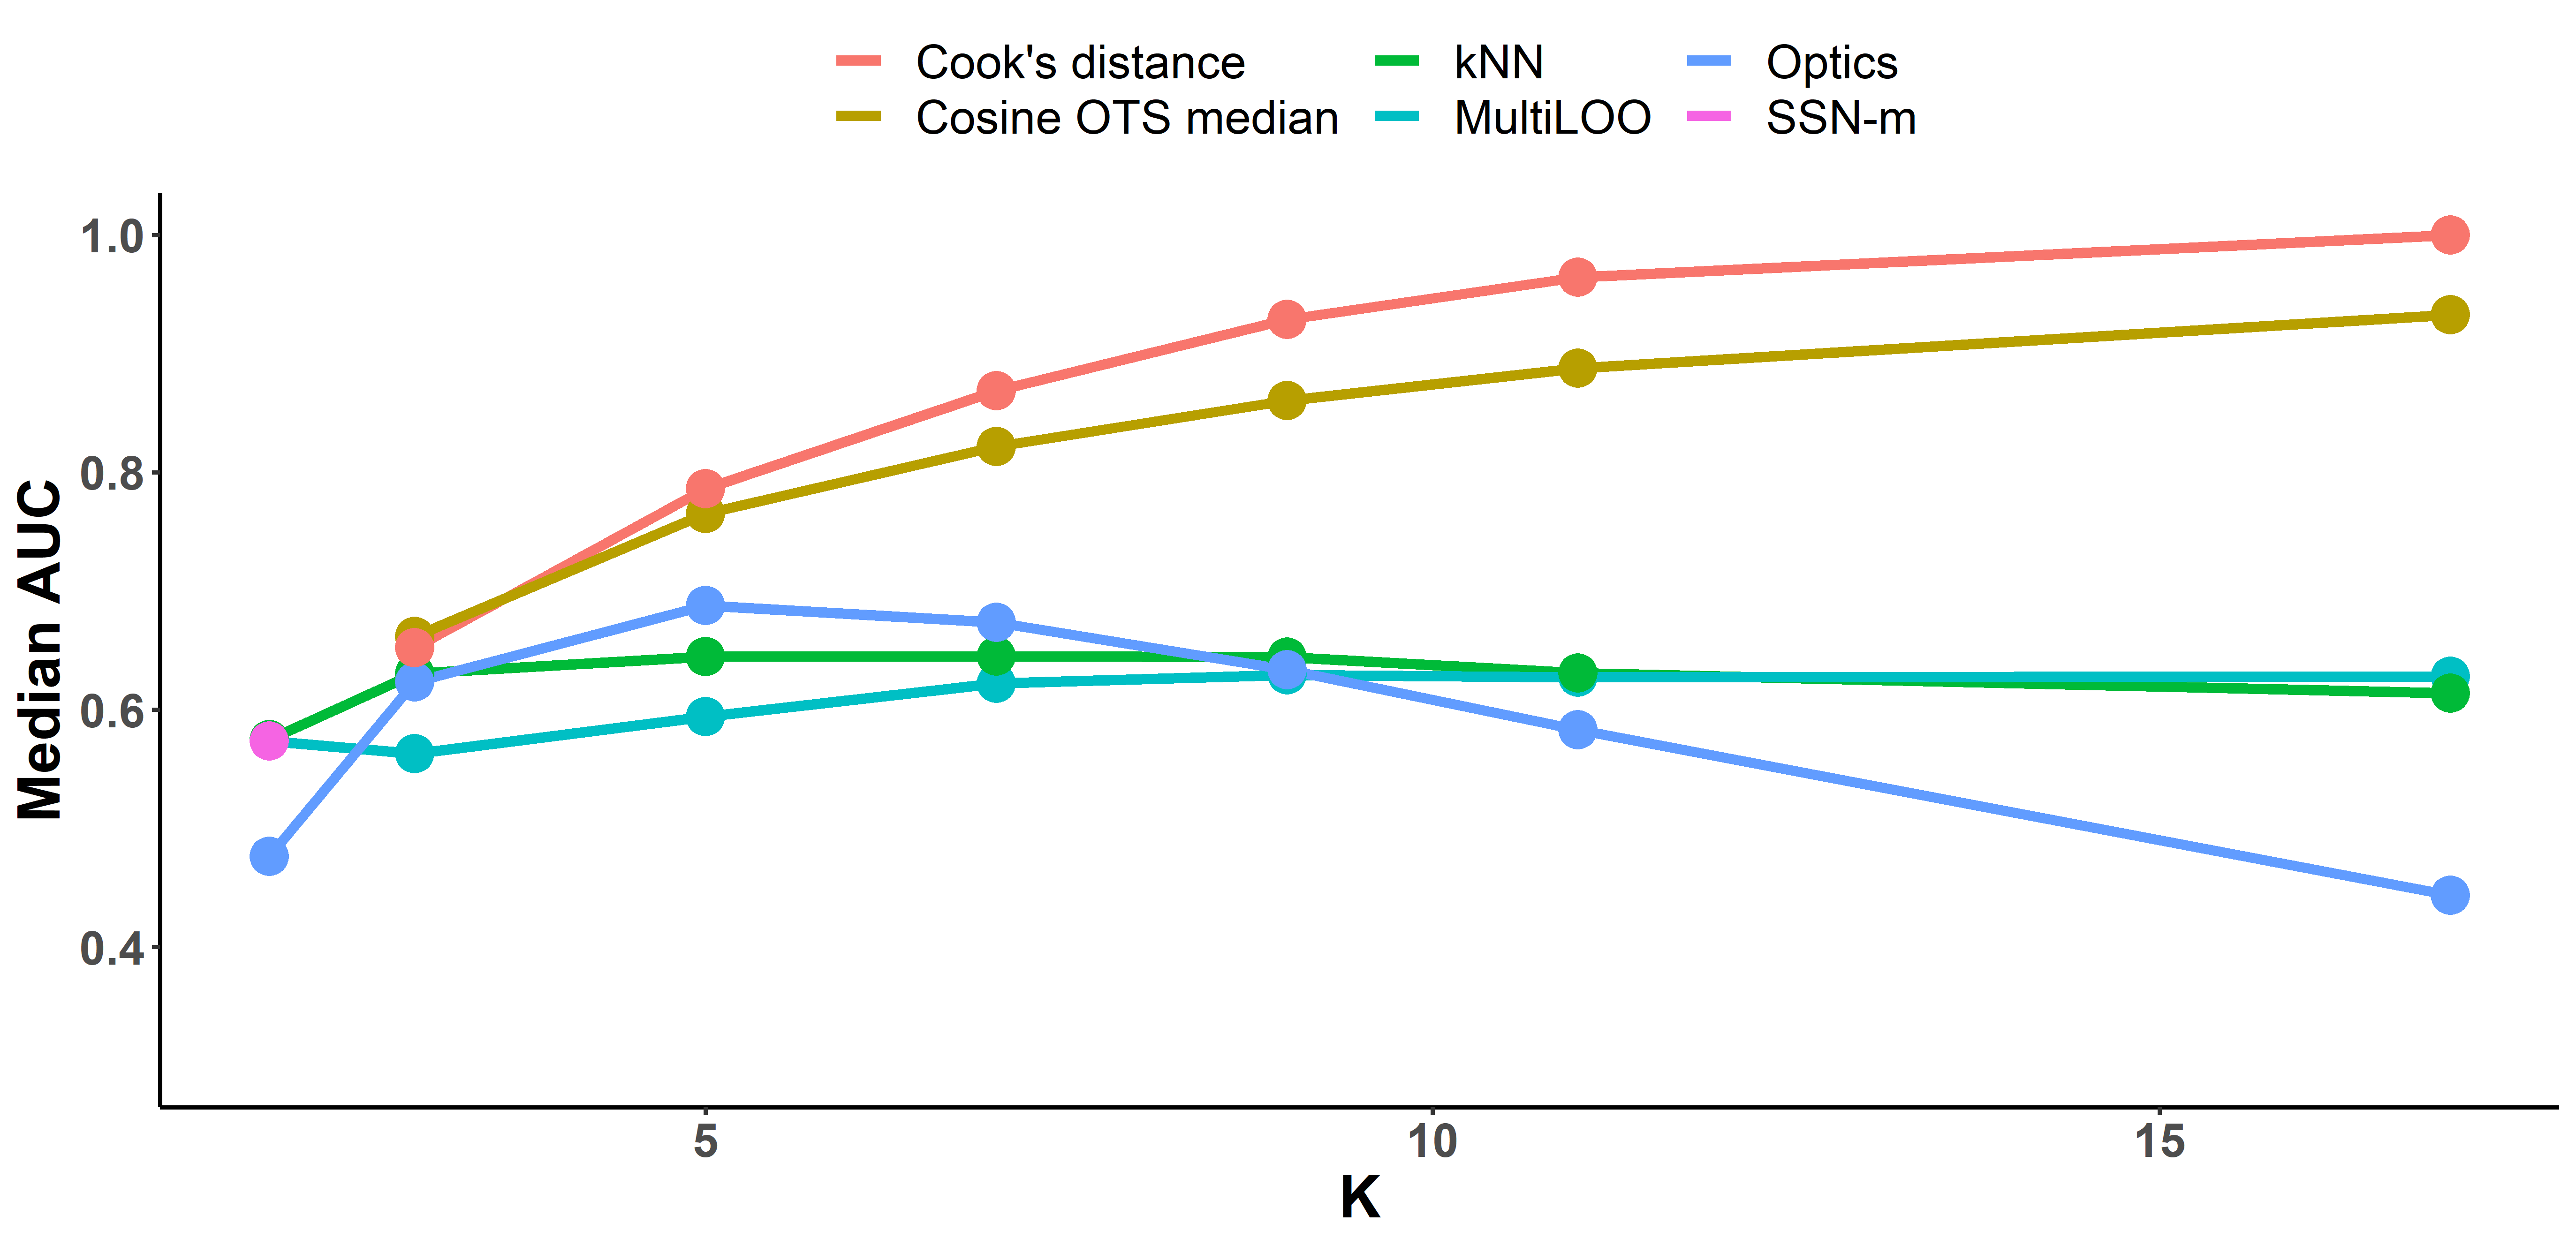 Cook's distance kNN Optics
Cosine OTS median MultiLOO SSN-m
1.0
0.8
0.6
0.4
Median AUC
5 10 15
K